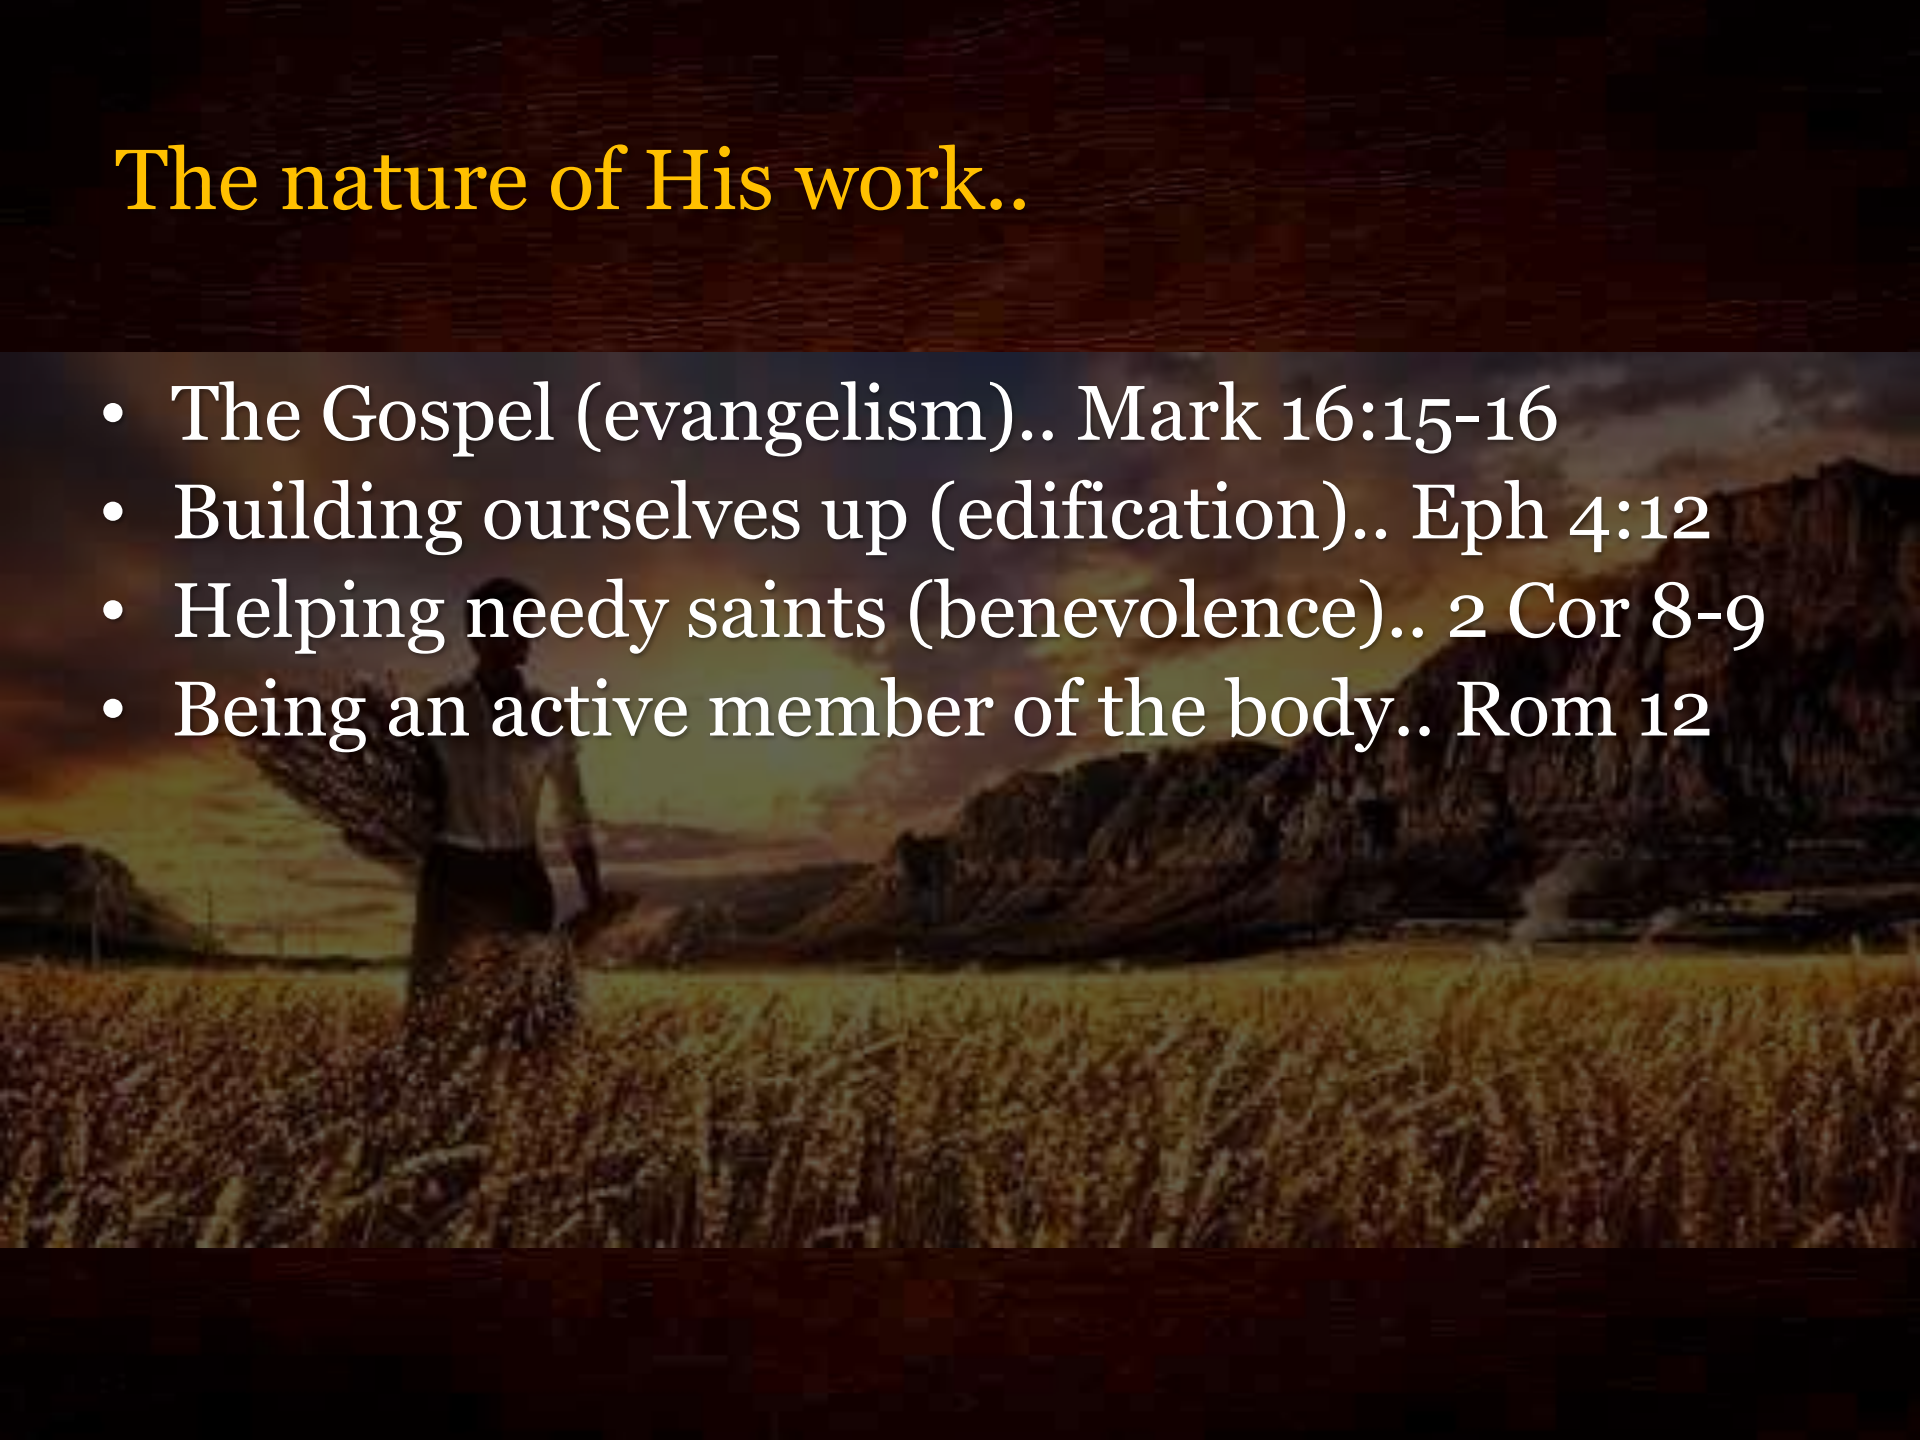 The nature of His work..
• The Gospel (evangelism).. Mark 16:15-16
• Building ourselves up (edification).. Eph 4:12
• Helping needy saints (benevolence).. 2 Cor 8-9
• Being an active member of the body.. Rom 12